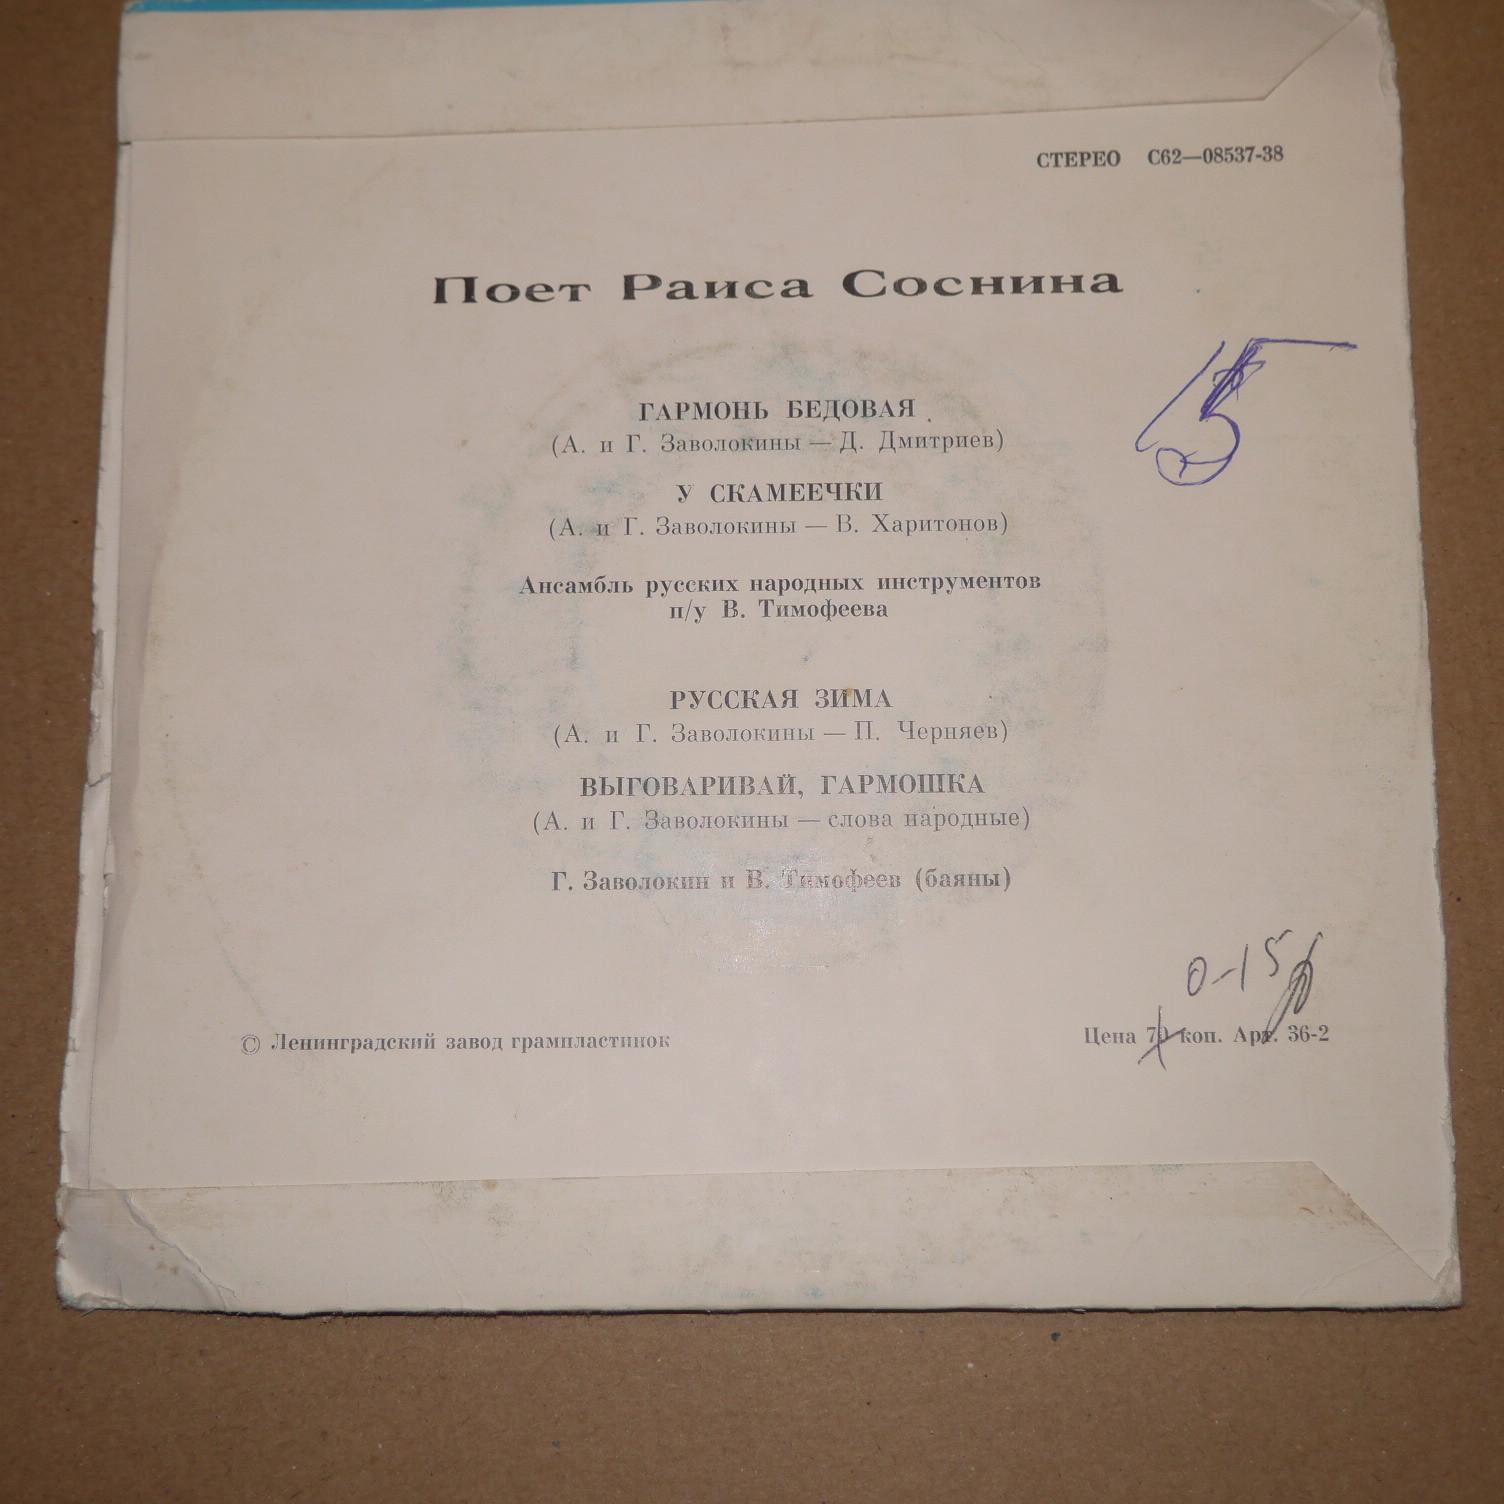 СТЕРЕО С62—08537-38
Поет Раиса Соснина
ГАРМОНЬ БЕДОВАЯ
(А. и Г. Заволокины — Д. Дмитриев)
У СКАМЕЕЧКИ
(А. и Г. Заволокины — В. Харитонов)
Ансамбль русских народных инструментов
п/у В. Тимофеева
РУССКАЯ ЗИМА
(А. и Г. Заволокины — П. Черняев)
ВЫГОВАРИВАЙ, ГАРМОШКА
(А. и Г. Заволокины — слова народные)
Г. Заволокин и В. Тимофеев (баяны)
0-15
© Ленинградский завод грампластинок
Цена 70 коп. Арт. 36-2